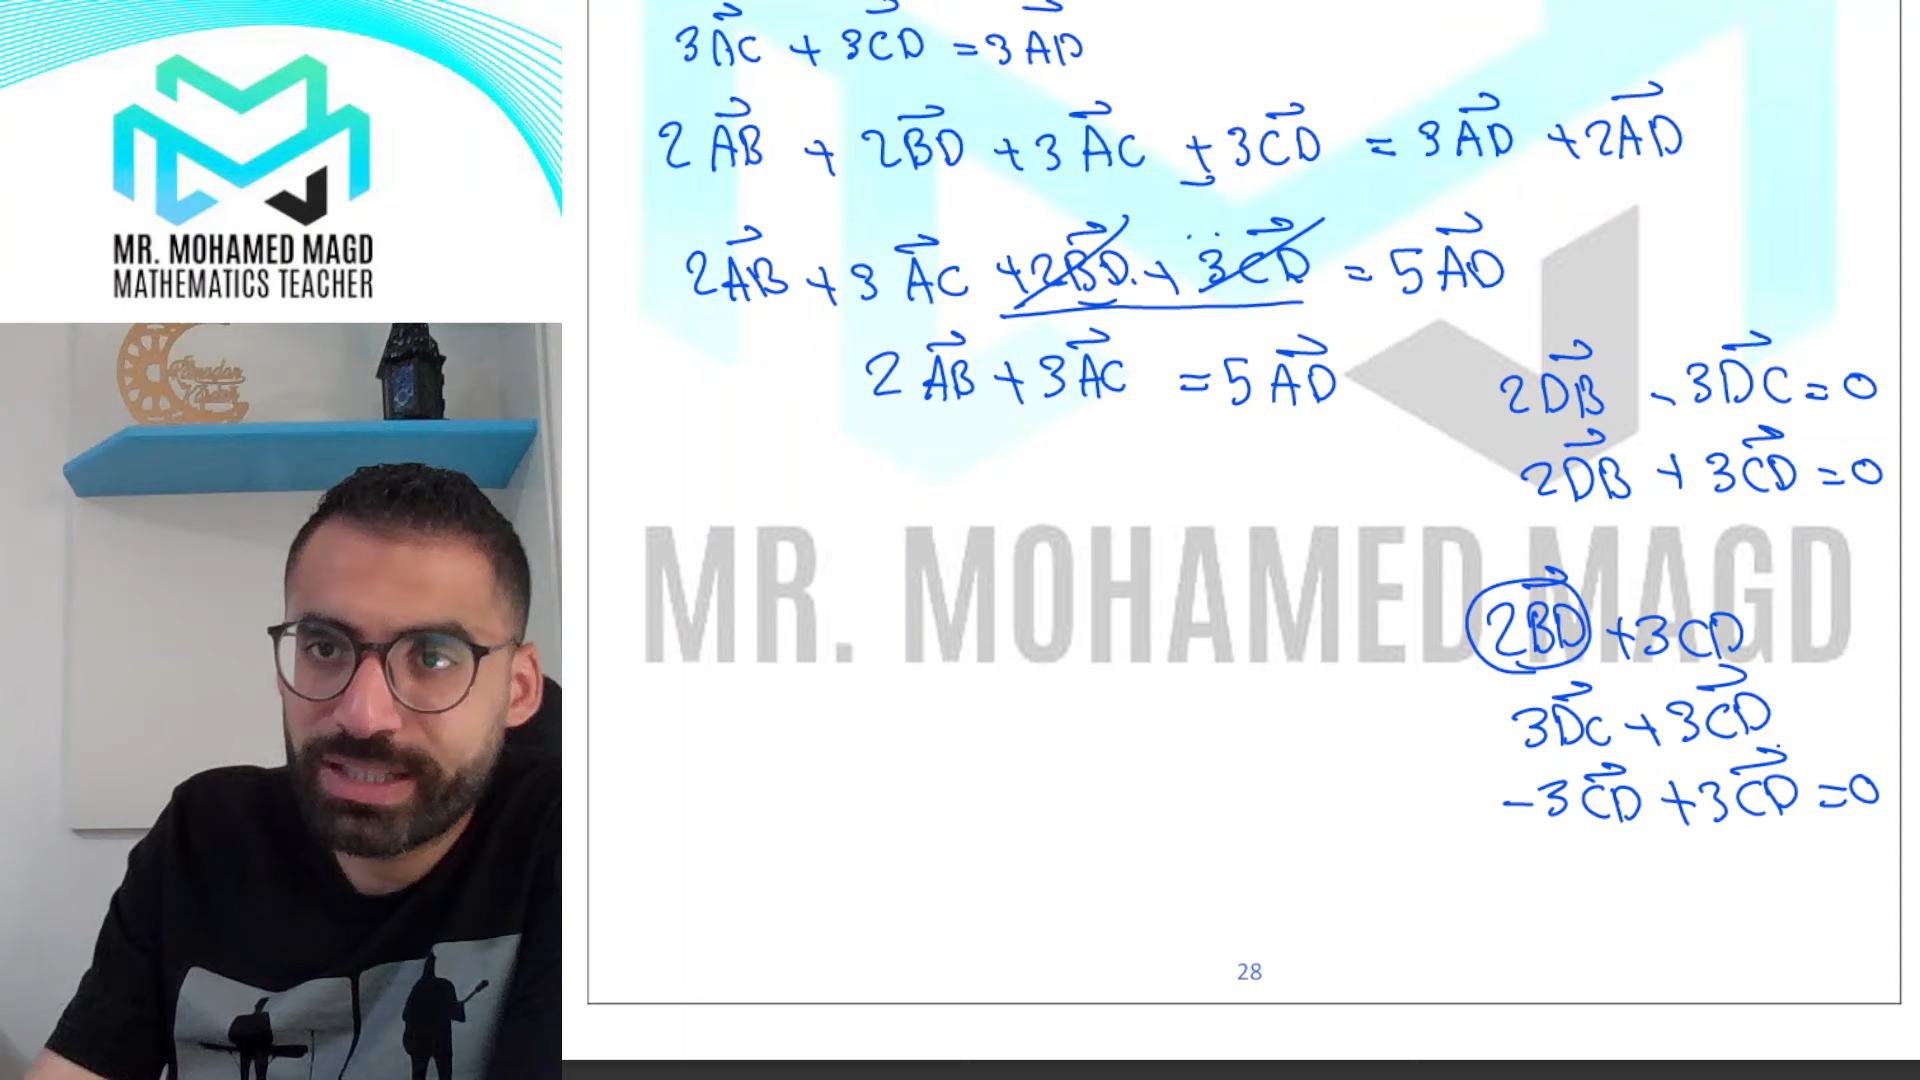 MR. MOHAMED MAGD
MATHEMATICS TEACHER
Ramadan
3AC + 3CD = 3AD
2AB + 2BD + 3AC + 3CD = 3AD + 2AD
2AB + 3AC + 2BD + 3CD = 5AD
2AB + 3AC = 5AD
2DB - 3DC = 0
2DB + 3CD = 0
MR. MOHAMED MAGD
2BD + 3CD
3DC + 3CD
-3CD + 3CD = 0
28